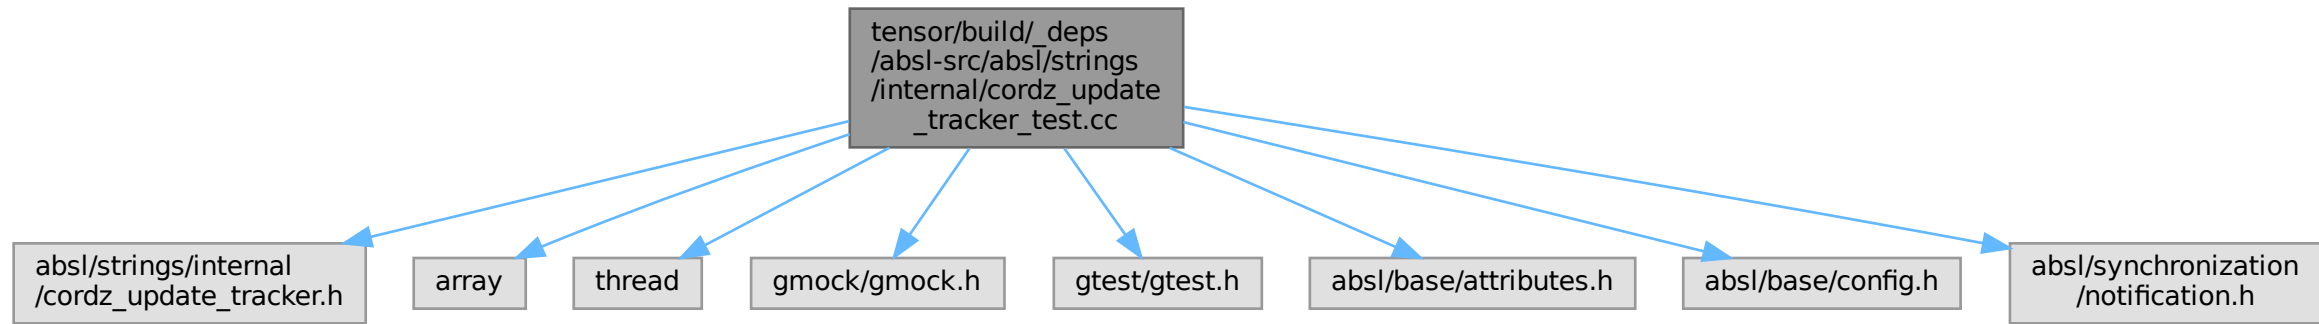 tensor/build/_deps
/absl-src/absl/strings
/internal/cordz_update
_tracker_test.cc
absl/strings/internal
/cordz_update_tracker.h
array
thread
gmock/gmock.h
gtest/gtest.h
absl/base/attributes.h
absl/base/config.h
absl/synchronization
/notification.h